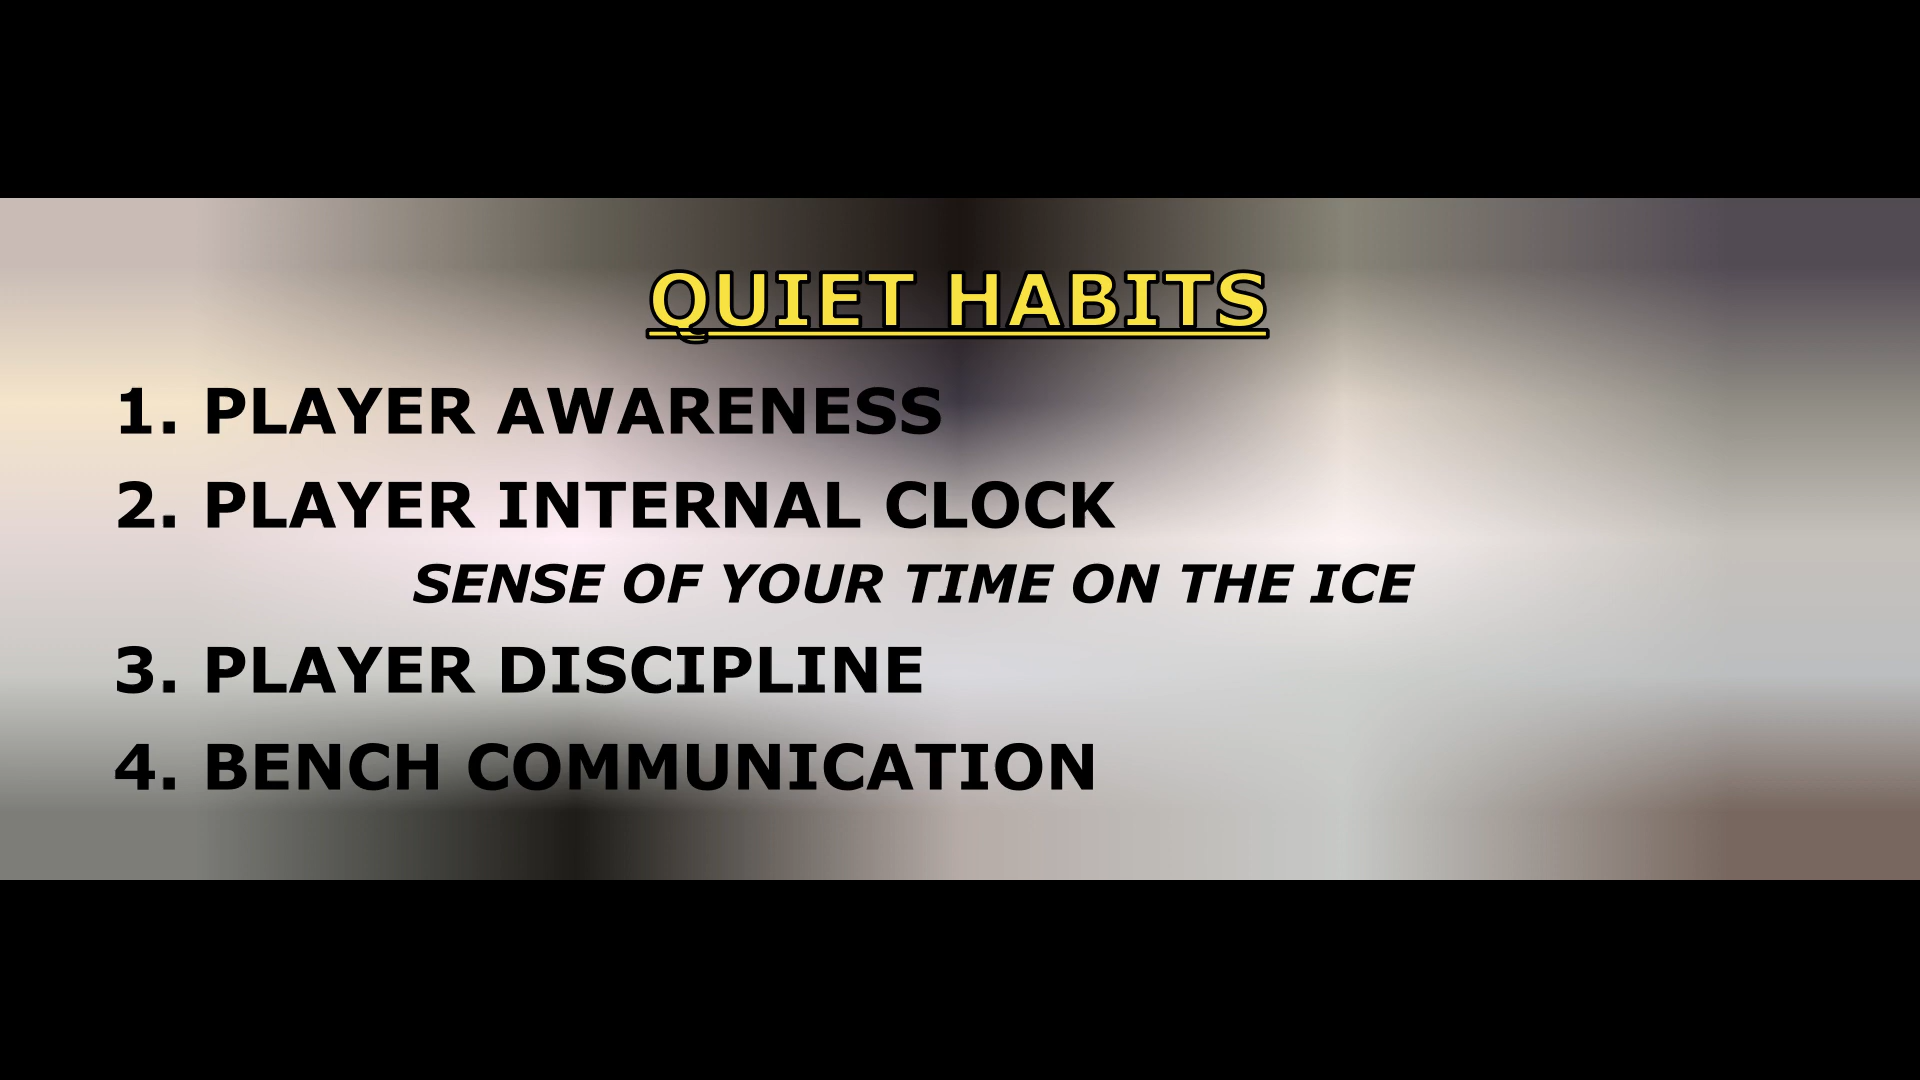 QUIET HABITS
1. PLAYER AWARENESS
2. PLAYER INTERNAL CLOCK
SENSE OF YOUR TIME ON THE ICE
3. PLAYER DISCIPLINE
4. BENCH COMMUNICATION